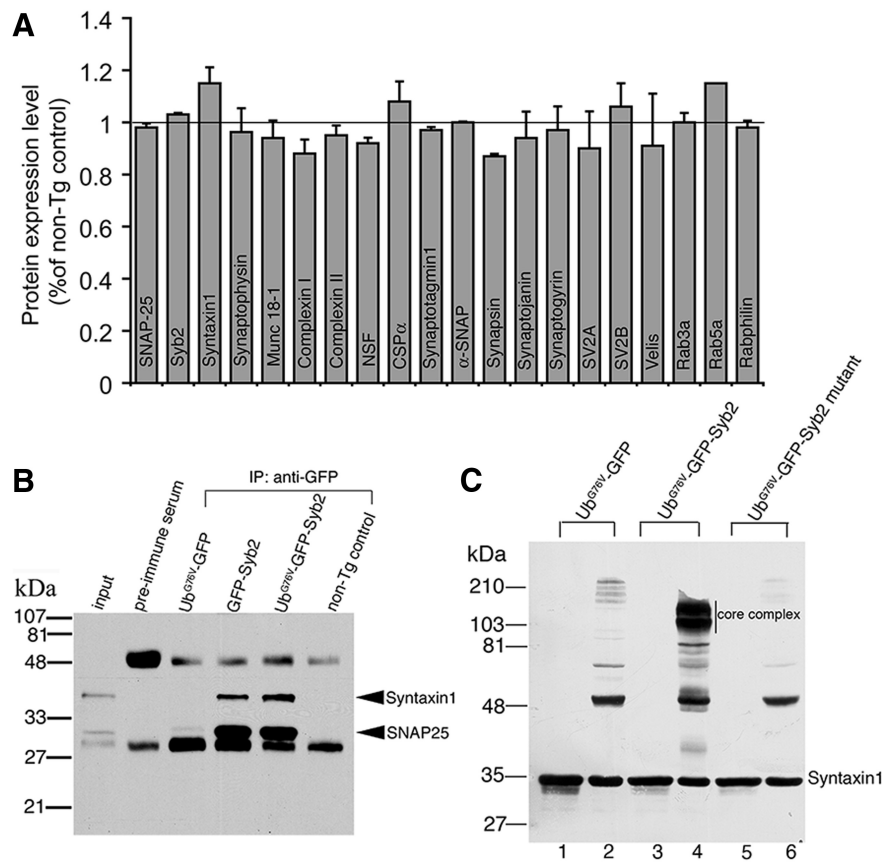 A
Protein expression level
(%of non-Tg control)
1.4
1.2
1
0.8
0.6
0.4
0.2
0
SNAP-25
Syb2
Syntaxin1
Synaptophysin
Munc 18-1
Complexin I
Complexin II
NSF
CSPα
Synaptotagmin1
α-SNAP
Synapsin
Synaptojanin
Synaptogyrin
SV2A
SV2B
Velis
Rab3a
Rab5a
Rabphilin
B
IP: anti-GFP
input
pre-immune serum
UbG76V-GFP
GFP-Syb2
UbG76V-GFP-Syb2
non-Tg control
kDa
107
81
48
33
27
21
Syntaxin1
SNAP25
C
UbG76V-GFP
UbG76V-GFP-Syb2
UbG76V-GFP-Syb2 mutant
kDa
210
103
81
48
35
27
core complex
Syntaxin1
1 2 3 4 5 6